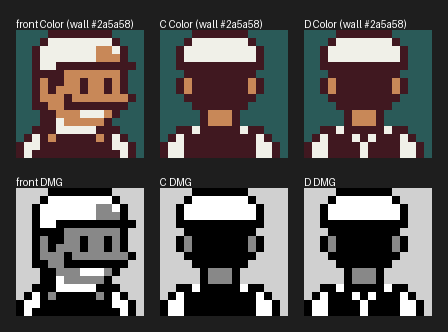 front Color (wall #2a5a58)
C Color (wall #2a5a58)
D Color (wall #2a5a58)
front DMG
C DMG
D DMG